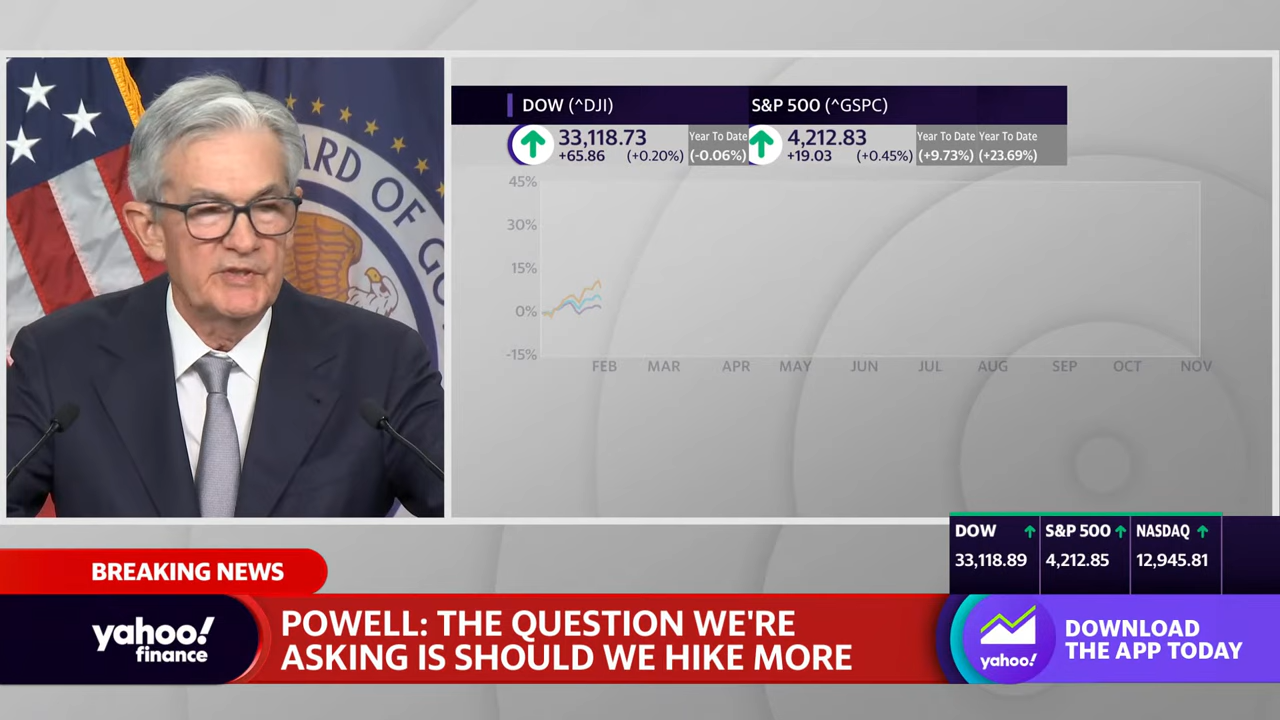 ARD OF GO
DOW (^DJI)
S&P 500 (^GSPC)
33,118.73
+65.86 (+0.20%)
Year To Date
(-0.06%)
4,212.83
+19.03 (+0.45%)
Year To Date Year To Date
(+9.73%) (+23.69%)
45%
30%
15%
0%
-15%
FEB MAR APR MAY JUN JUL AUG SEP OCT NOV
DOW
33,118.89
S&P 500
4,212.85
NASDAQ
12,945.81
BREAKING NEWS
yahoo!
finance
POWELL: THE QUESTION WE'RE
ASKING IS SHOULD WE HIKE MORE
yahoo!
DOWNLOAD
THE APP TODAY